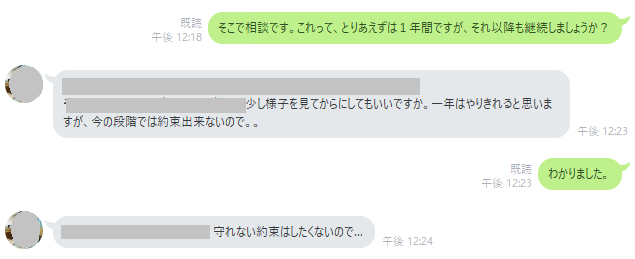 既読
午後 12:18
そこで相談です。これって、とりあえずは１年間ですが、それ以降も継続しましょうか？
少し様子を見てからにしてもいいですか。一年はやりきれると思いま
すが、今の段階では約束出来ないので。。
午後 12:23
既読
午後 12:23
わかりました。
守れない約束はしたくないので...
午後 12:24